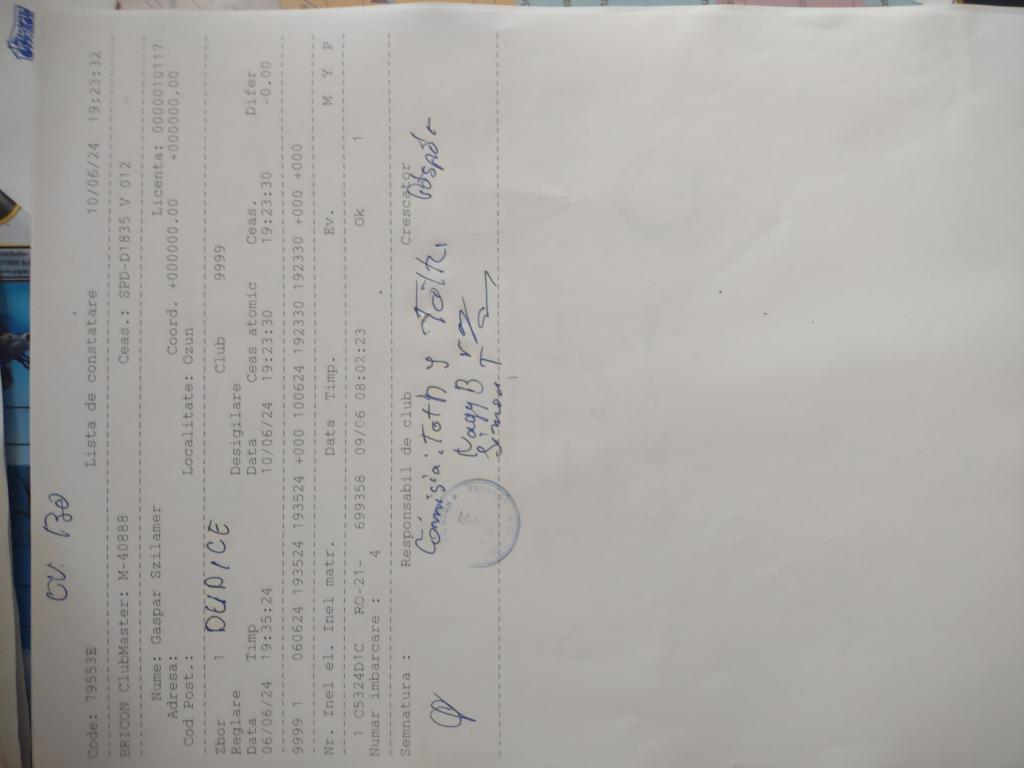 CV. BO
Code: 79553E Lista de constatare 10/06/24 19:23:32
BRICON ClubMaster: M-40888 Ceas.: SPD-D1835 V 012
Nume: Gaspar Szilamer Licenta: 0000010117
Adresa: Coord. +000000.00 +000000.00
Cod Post.: Localitate: Ozun
Zbor 1 DUPICE Club 9999
Reglare Desigilare
Data Timp Data Ceas atomic Ceas. Difer
06/06/24 19:35:24 10/06/24 19:23:30 19:23:30 -0.00
9999 1 060624 193524 193524 +000 100624 192330 192330 +000 +000
Nr. Inel el. Inel matr. Data Timp. Ev. M Y P
1 C5324D1C RO-21- 699358 09/06 08:02:23 Ok 1
Numar imbarcare : 4
Semnatura : Responsabil de club Crescator
Commisia: Toth y
Nagy B
Simon T